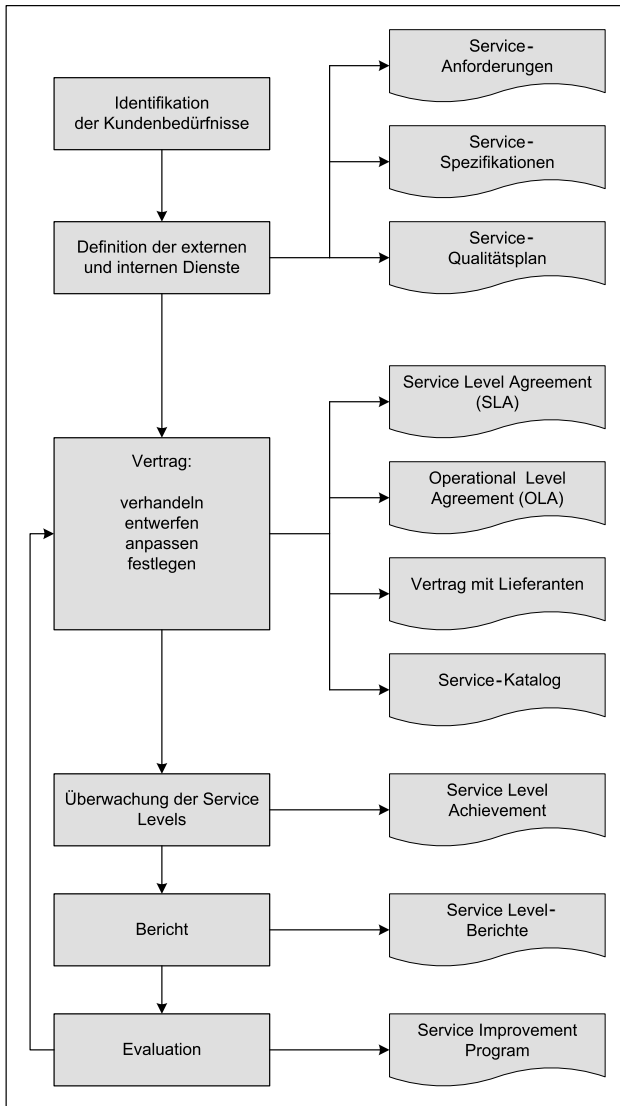 Identifikation
der Kundenbedürfnisse
Service-
Anforderungen
Service-
Spezifikationen
Definition der externen
und internen Dienste
Service-
Qualitätsplan
Service Level Agreement
(SLA)
Vertrag:
verhandeln
entwerfen
anpassen
festlegen
Operational Level
Agreement (OLA)
Vertrag mit Lieferanten
Service-Katalog
Überwachung der Service
Levels
Service Level
Achievement
Bericht
Service Level-
Berichte
Evaluation
Service Improvement
Program